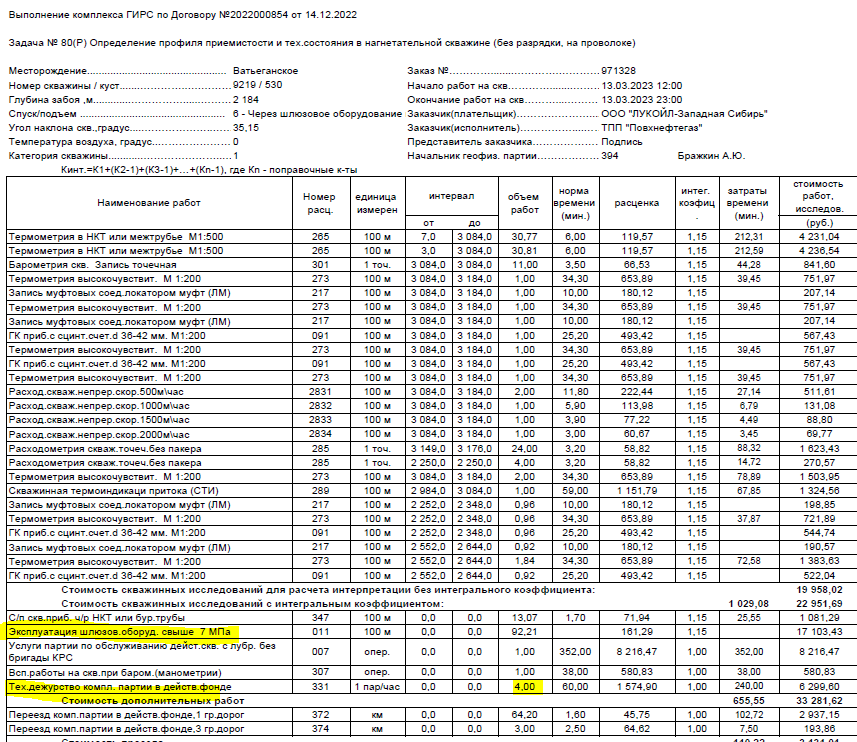 Выполнение комплекса ГИРС по Договору №2022000854 от 14.12.2022
Задача № 80(Р) Определение профиля приемистости и тех.состояния в нагнетательной скважине (без разрядки, на проволоке)
Месторождение................................................ Ватьеганское Заказ №................................................ 971328
Номер скважины / куст................................ 9219 / 530 Начало работ на скв................................ 13.03.2023 12:00
Глубина забоя ,м........................................ 2 184 Окончание работ на скв........................... 13.03.2023 23:00
Спуск/подъем ............................................ 6 - Через шлюзовое оборудование Заказчик(плательщик)........................... ООО "ЛУКОЙЛ-Западная Сибирь"
Угол наклона скв.,градус........................... 35,15 Заказчик(исполнитель)........................... ТПП "Повхнефтегаз"
Температура воздуха, градус..................... 0 Представитель заказчика..................... Подпись
Категория скважины................................... 1 Начальник геофиз. партии.................. 394 Бражкин А.Ю.
Кинт.=К1+(К2-1)+(К3-1)+…+(Кn-1), где Кn - поправочные к-ты
Наименование работ Номер расц. единица измерен интервал от до объем работ норма времени (мин.) расценка интег. коэфиц . затраты времени (мин.) стоимость работ, исследов. (руб.)
Термометрия в НКТ или межтрубье М1:500 265 100 м 7,0 3 084,0 30,77 6,00 119,57 1,15 212,31 4 231,04
Термометрия в НКТ или межтрубье М1:500 265 100 м 3,0 3 084,0 30,81 6,00 119,57 1,15 212,59 4 236,54
Барометрия скв. Запись точечная 301 1 точ. 3 084,0 3 084,0 11,00 3,50 66,53 1,15 44,28 841,60
Термометрия высокочувствит. М 1:200 273 100 м 3 084,0 3 184,0 1,00 34,30 653,89 1,15 39,45 751,97
Запись муфтовых соед.локатором муфт (ЛМ) 217 100 м 3 084,0 3 184,0 1,00 10,00 180,12 1,15 207,14
Термометрия высокочувствит. М 1:200 273 100 м 3 084,0 3 184,0 1,00 34,30 653,89 1,15 39,45 751,97
Запись муфтовых соед.локатором муфт (ЛМ) 217 100 м 3 084,0 3 184,0 1,00 10,00 180,12 1,15 207,14
ГК приб.с сцинт.счет.d 36-42 мм. М1:200 091 100 м 3 084,0 3 184,0 1,00 25,20 493,42 1,15 567,43
Термометрия высокочувствит. М 1:200 273 100 м 3 084,0 3 184,0 1,00 34,30 653,89 1,15 39,45 751,97
ГК приб.с сцинт.счет.d 36-42 мм. М1:200 091 100 м 3 084,0 3 184,0 1,00 25,20 493,42 1,15 567,43
Термометрия высокочувствит. М 1:200 273 100 м 3 084,0 3 184,0 1,00 34,30 653,89 1,15 39,45 751,97
Расход.скваж.непрер.скор.500м\час 2831 100 м 3 084,0 3 184,0 2,00 11,80 222,44 1,15 27,14 511,61
Расход.скваж.непрер.скор.1000м\час 2832 100 м 3 084,0 3 184,0 1,00 5,90 113,98 1,15 6,79 131,08
Расход.скваж.непрер.скор.1500м\час 2833 100 м 3 084,0 3 184,0 1,00 3,90 77,22 1,15 4,49 88,80
Расход.скваж.непрер.скор.2000м\час 2834 100 м 3 084,0 3 184,0 1,00 3,00 60,67 1,15 3,45 69,77
Расходометрия скваж.точеч.без пакера 285 1 точ. 3 149,0 3 176,0 24,00 3,20 58,82 1,15 88,32 1 623,43
Расходометрия скваж.точеч.без пакера 285 1 точ. 2 250,0 2 250,0 4,00 3,20 58,82 1,15 14,72 270,57
Термометрия высокочувствит. М 1:200 273 100 м 3 084,0 3 184,0 2,00 34,30 653,89 1,15 78,89 1 503,95
Скважинная термоиндикаци притока (СТИ) 289 100 м 2 984,0 3 084,0 1,00 59,00 1 151,79 1,15 67,85 1 324,56
Запись муфтовых соед.локатором муфт (ЛМ) 217 100 м 2 252,0 2 348,0 0,96 10,00 180,12 1,15 198,85
Термометрия высокочувствит. М 1:200 273 100 м 2 252,0 2 348,0 0,96 34,30 653,89 1,15 37,87 721,89
ГК приб.с сцинт.счет.d 36-42 мм. М1:200 091 100 м 2 252,0 2 348,0 0,96 25,20 493,42 1,15 544,74
Запись муфтовых соед.локатором муфт (ЛМ) 217 100 м 2 552,0 2 644,0 0,92 10,00 180,12 1,15 190,57
Термометрия высокочувствит. М 1:200 273 100 м 2 552,0 2 644,0 1,84 34,30 653,89 1,15 72,58 1 383,63
ГК приб.с сцинт.счет.d 36-42 мм. М1:200 091 100 м 2 552,0 2 644,0 0,92 25,20 493,42 1,15 522,04
Стоимость скважинных исследований для расчета интерпретации без интегрального коэффициента: 19 958,02
Стоимость скважинных исследований с интегральным коэффициентом: 1 029,08 22 951,69
С/п скв.приб. ч/р НКТ или бур.трубы 347 100 м 0,0 0,0 13,07 1,70 71,94 1,15 25,55 1 081,29
Эксплуатация шлюзов.оборуд. свыше 7 МПа 011 100 м 0,0 0,0 92,21 161,29 1,15 17 103,43
Услуги партии по обслуживанию дейст.скв. с лубр. без бригады КРС 007 опер. 0,0 0,0 1,00 352,00 8 216,47 1,00 352,00 8 216,47
Всп.работы на скв.при баром.(манометрии) 307 опер. 0,0 0,0 1,00 38,00 580,83 1,00 38,00 580,83
Тех.дежурство компл. партии в действ.фонде 331 1 пар/час 0,0 0,0 4,00 60,00 1 574,90 1,00 240,00 6 299,60
Стоимость дополнительных работ 655,55 33 281,62
Переезд комп.партии в действ.фонде,1 гр.дорог 372 км 0,0 0,0 64,20 1,60 45,75 1,00 102,72 2 937,15
Переезд комп.партии в действ.фонде,3 гр.дорог 374 км 0,0 0,0 3,00 2,50 64,62 1,00 7,50 193,86